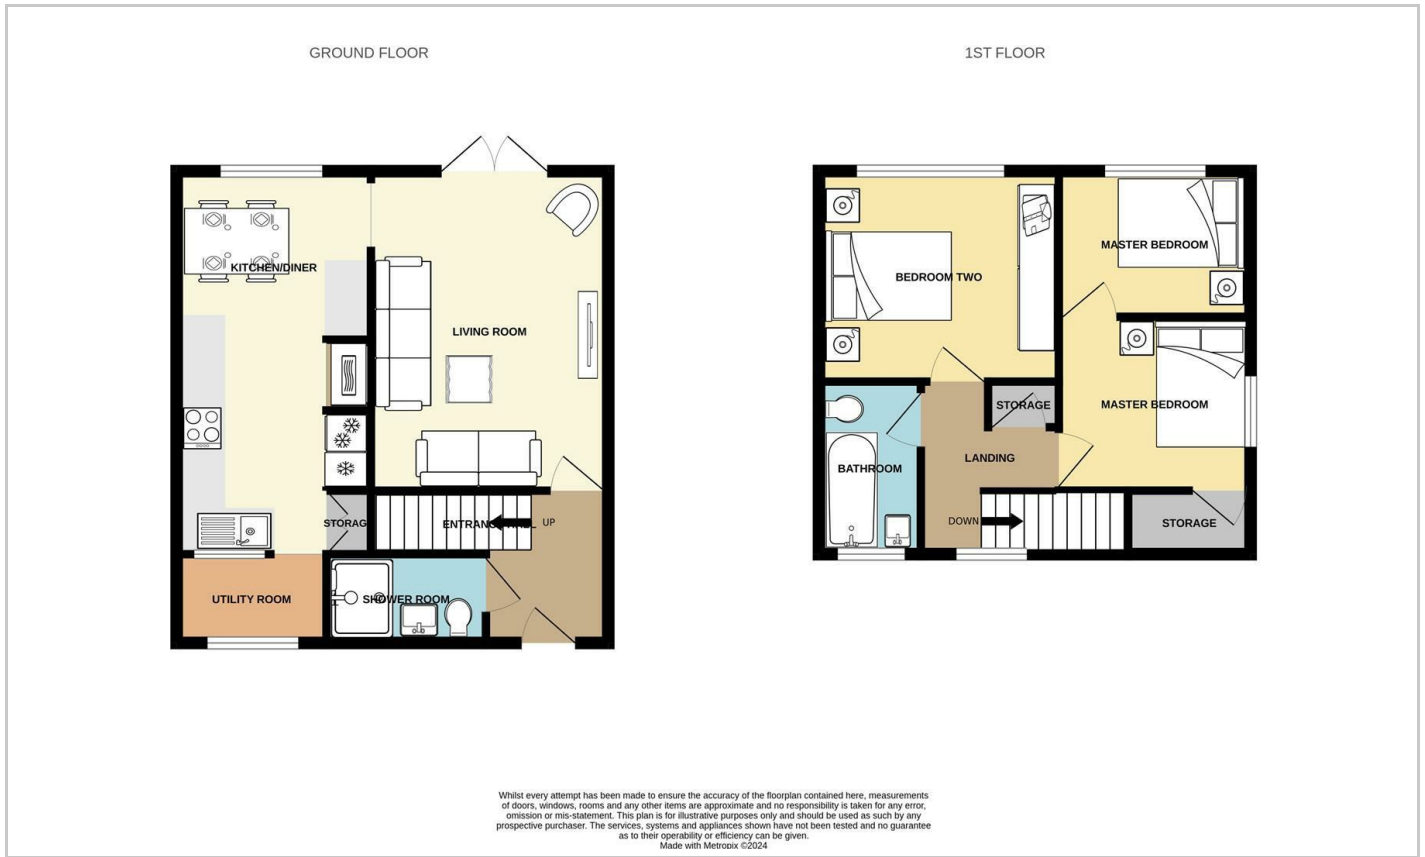 GROUND FLOOR
1ST FLOOR
KITCHEN/DINER
LIVING ROOM
STORAG
UP
UTILITY ROOM
SHOWER ROOM
MASTER BEDROOM
BEDROOM TWO
STORAGE
MASTER BEDROOM
LANDING
BATHROOM
DOWN
STORAGE
Whilst every attempt has been made to ensure the accuracy of the floorplan contained here, measurements
of doors, windows, rooms and any other items are approximate and no responsibility is taken for any error,
omission or mis-statement. This plan is for illustrative purposes only and should be used as such by any
prospective purchaser. The services, systems and appliances shown have not been tested and no guarantee
as to their operability or efficiency can be given.
Made with Metropix ©2024